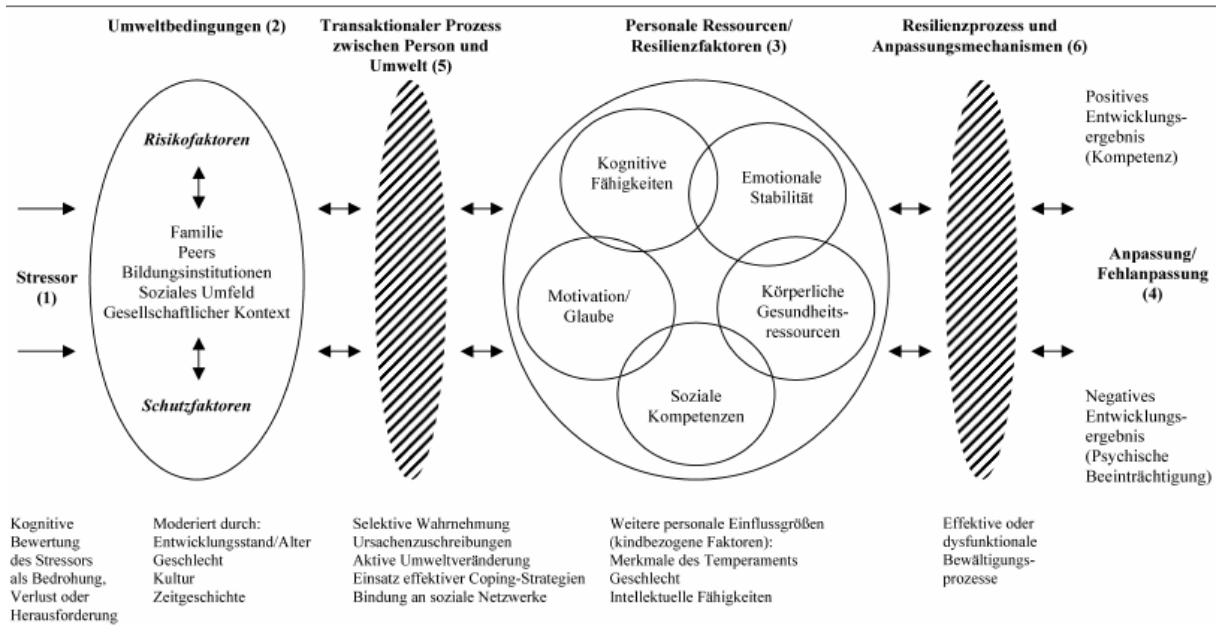 Umweltbedingungen (2)
Transaktionaler Prozess
zwischen Person und
Umwelt (5)
Personale Ressourcen/
Resilienzfaktoren (3)
Resilienzprozess und
Anpassungsmechanismen (6)
Stressor
(1)
Risikofaktoren
Familie
Peers
Bildungsinstitutionen
Soziales Umfeld
Gesellschaftlicher Kontext
Schutzfaktoren
Kognitive
Fähigkeiten
Emotionale
Stabilität
Motivation/
Glaube
Körperliche
Gesundheits-
ressourcen
Soziale
Kompetenzen
Positives
Entwicklungs-
ergebnis
(Kompetenz)
Anpassung/
Fehlanpassung
(4)
Negatives
Entwicklungs-
ergebnis
(Psychische
Beeinträchtigung)
Kognitive
Bewertung
des Stressors
als Bedrohung,
Verlust oder
Herausforderung
Moderiert durch:
Entwicklungsstand/Alter
Geschlecht
Kultur
Zeitgeschichte
Selektive Wahrnehmung
Ursachenzuschreibungen
Aktive Umweltveränderung
Einsatz effektiver Coping-Strategien
Bindung an soziale Netzwerke
Weitere personale Einflussgrößen
(kindbezogene Faktoren):
Merkmale des Temperaments
Geschlecht
Intellektuelle Fähigkeiten
Effektive oder
dysfunktionale
Bewältigungs-
prozesse